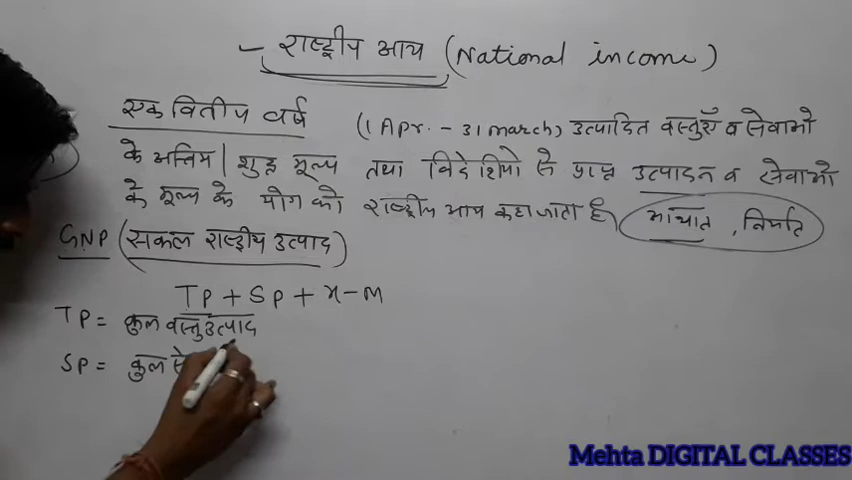 – राष्ट्रीय आय (National income)
एक वितीय वर्ष (1 Apr. - 31 march) उत्पादित वस्तुएँ व सेवाओ
के अन्तिम | शुद्ध मूल्य तथा विदेशियो से प्राप्त उत्पादन व सेवाओ
के मूल्य के योग को राष्ट्रीय आय कहा जाता है। आयात , निर्यात
GNP (सकल राष्ट्रीय उत्पाद)
TP + SP + x - M
TP = कुल वस्तु उत्पाद
SP = कुल से
Mehta DIGITAL CLASSES